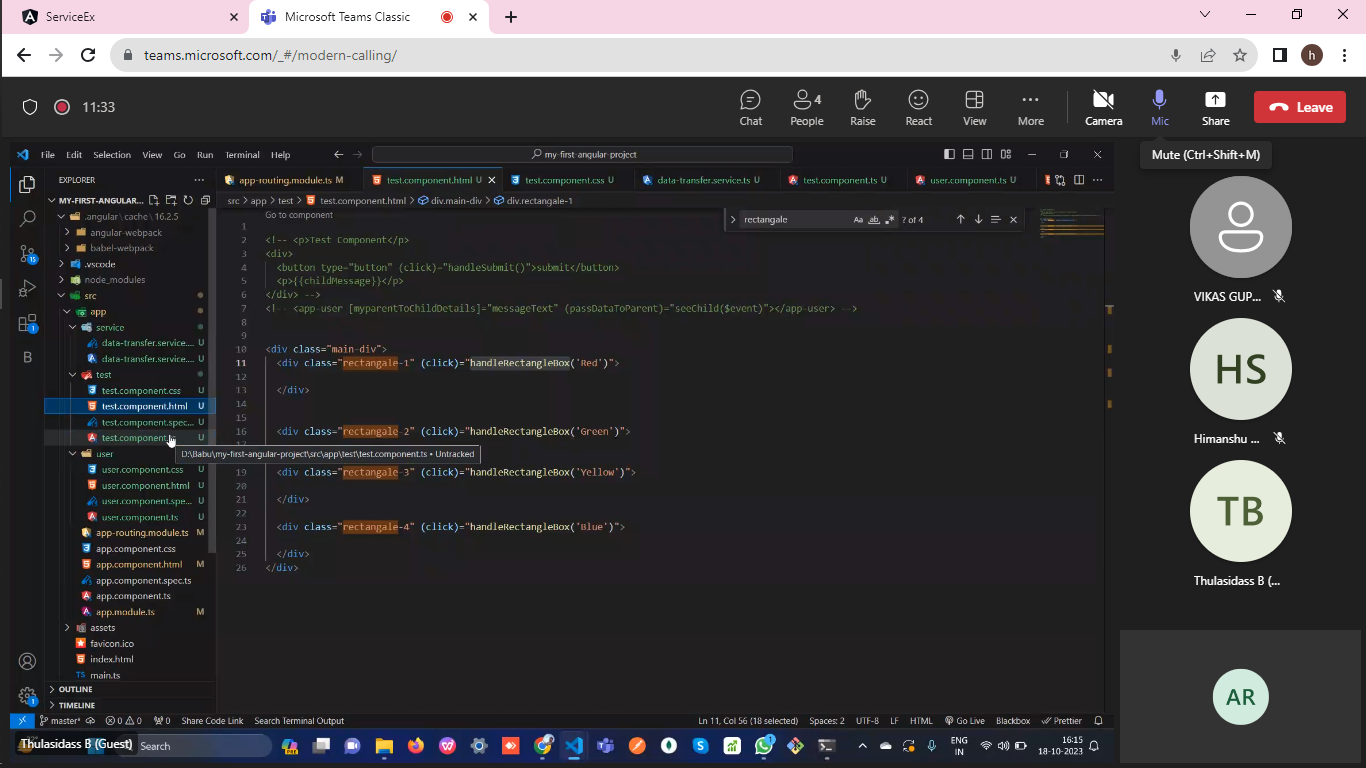 ServiceEx
Microsoft Teams Classic
teams.microsoft.com/_#/modern-calling/
h
11:33
Chat
4
People
Raise
React
View
More
Camera
Mic
Share
Leave
Mute (Ctrl+Shift+M)
File Edit Selection View Go Run Terminal Help
my-first-angular-project
EXPLORER
app-routing.module.ts M
test.component.html U
test.component.css U
data-transfer.service.ts U
test.component.ts U
user.component.ts U
MY-FIRST-ANGULAR...
src > app > test > test.component.html > div.main-div > div.rectangale-1
.angular \ cache \ 16.2.5
angular-webpack
babel-webpack
.vscode
node_modules
src
app
service
data-transfer.service.... U
data-transfer.service.... U
test
test.component.css U
test.component.html U
test.component.spec... U
test.component.ts U
user
user.component.css U
user.component.html U
user.component.spe... U
user.component.ts U
app-routing.module.ts M
app.component.css
app.component.html M
app.component.spec.ts
app.component.ts
app.module.ts M
assets
favicon.ico
index.html
TS main.ts
OUTLINE
TIMELINE
15
1
B
1
Go to component
rectangale
Aa ab .* ? of 4
1
2 <!-- <p>Test Component</p>
3 <div>
4 <button type="button" (click)="handleSubmit()">submit</button>
5 <p>{{childMessage}}</p>
6 </div> -->
7 <!-- <app-user [myparentToChildDetails]="messageText" (passDataToParent)="seeChild($event)"></app-user> -->
8
9
10 <div class="main-div">
11 <div class="rectangale-1" (click)="handleRectangleBox('Red')">
12
13 </div>
14
15
16 <div class="rectangale-2" (click)="handleRectangleBox('Green')">
D:\Babu\my-first-angular-project\src\app\test\test.component.ts • Untracked
19 <div class="rectangale-3" (click)="handleRectangleBox('Yellow')">
20
21 </div>
22
23 <div class="rectangale-4" (click)="handleRectangleBox('Blue')">
24
25 </div>
26 </div>
VIKAS GUP...
HS
Himanshu ...
TB
Thulasidass B (...
AR
master* 0 0 0 Share Code Link Search Terminal Output
Ln 11, Col 56 (18 selected) Spaces: 2 UTF-8 LF HTML Go Live Blackbox Prettier
Thulasidass B (Guest)
Search
1
ENG
IN
16:15
18-10-2023